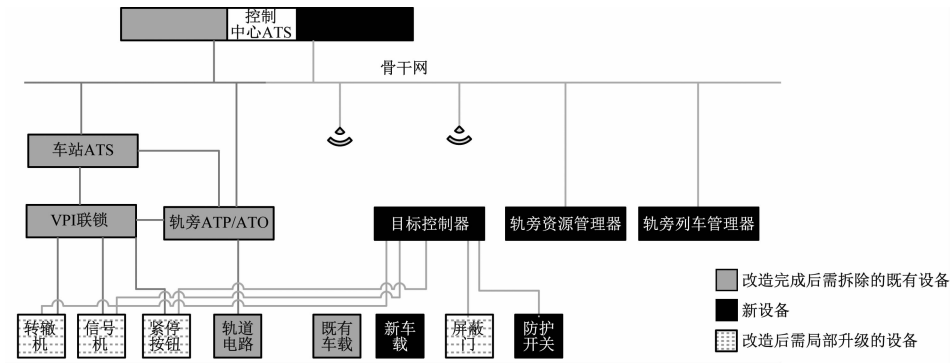 控制
中心ATS
骨干网
车站ATS
VPI联锁
轨旁ATP/ATO
目标控制器
轨旁资源管理器
轨旁列车管理器
转辙
机
信号
机
紧停
按钮
轨道
电路
既有
车载
新车
载
屏蔽
门
防护
开关
改造完成后需拆除的既有设备
新设备
改造后需局部升级的设备